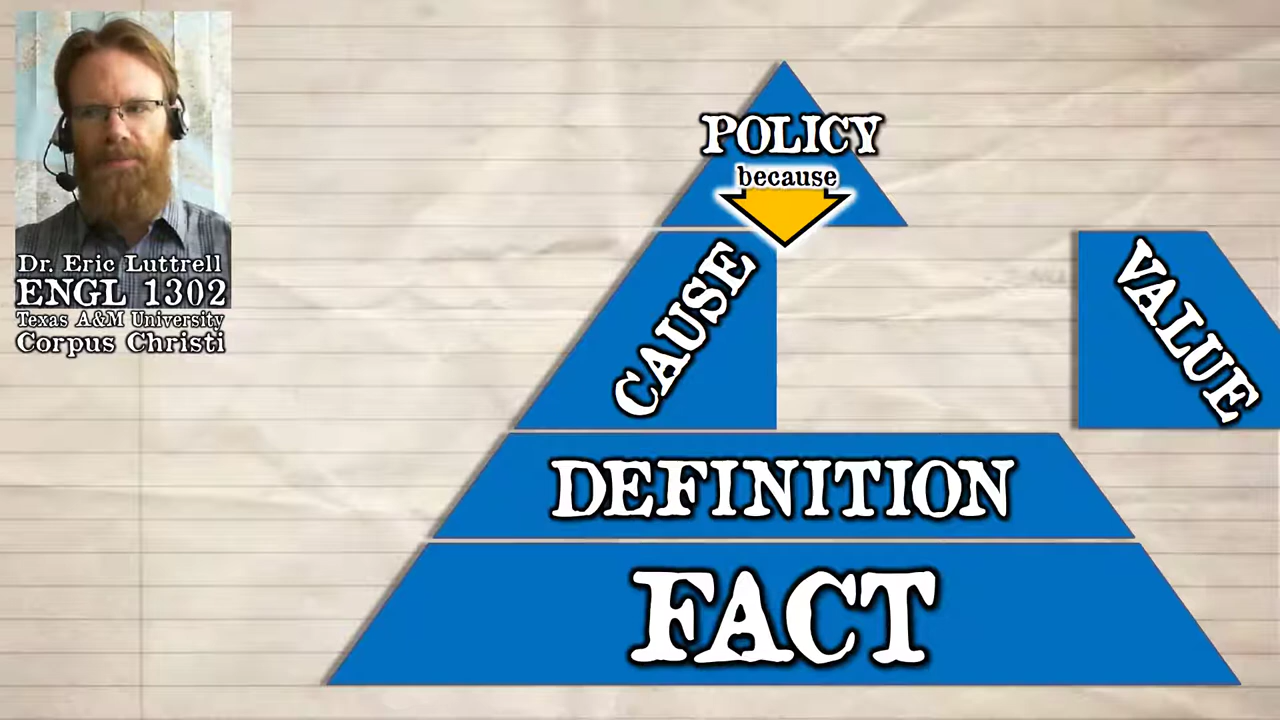 Dr. Eric Luttrell
ENGL 1302
Texas A&M University
Corpus Christi
POLICY
because
CAUSE
VALUE
DEFINITION
FACT